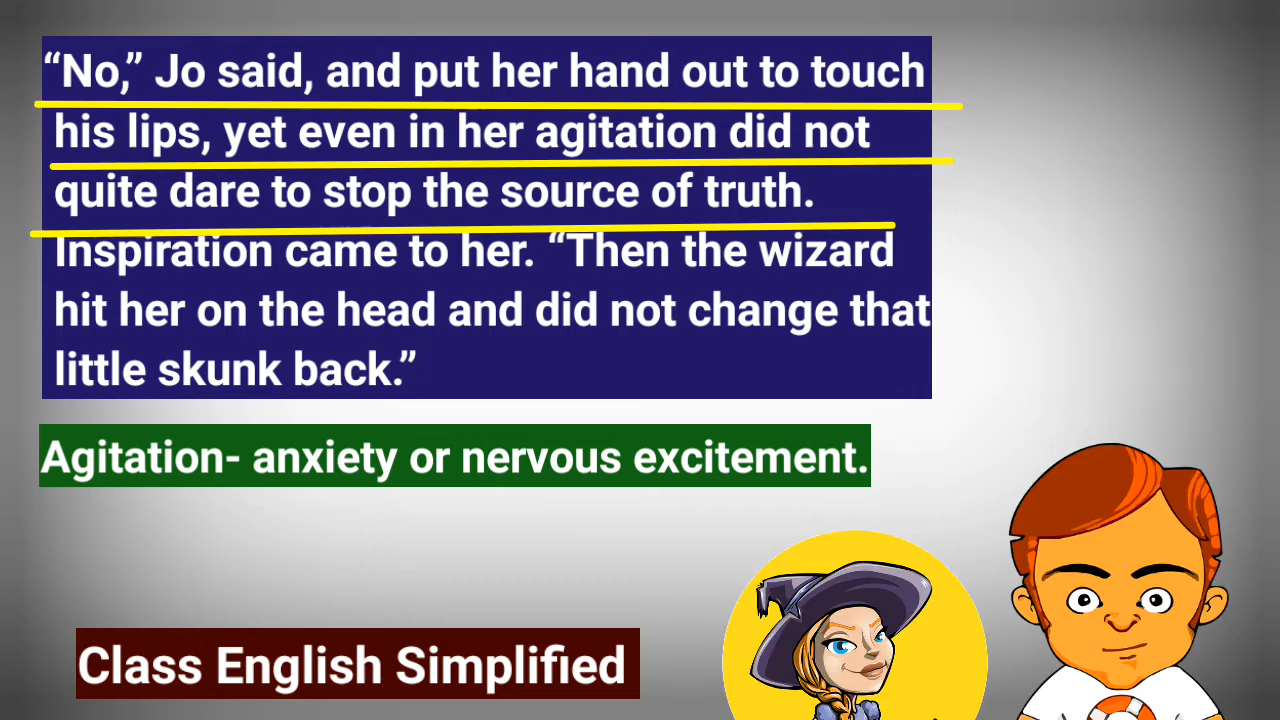 “No,” Jo said, and put her hand out to touch
his lips, yet even in her agitation did not
quite dare to stop the source of truth.
Inspiration came to her. “Then the wizard
hit her on the head and did not change that
little skunk back.”
Agitation- anxiety or nervous excitement.
Class English Simplified